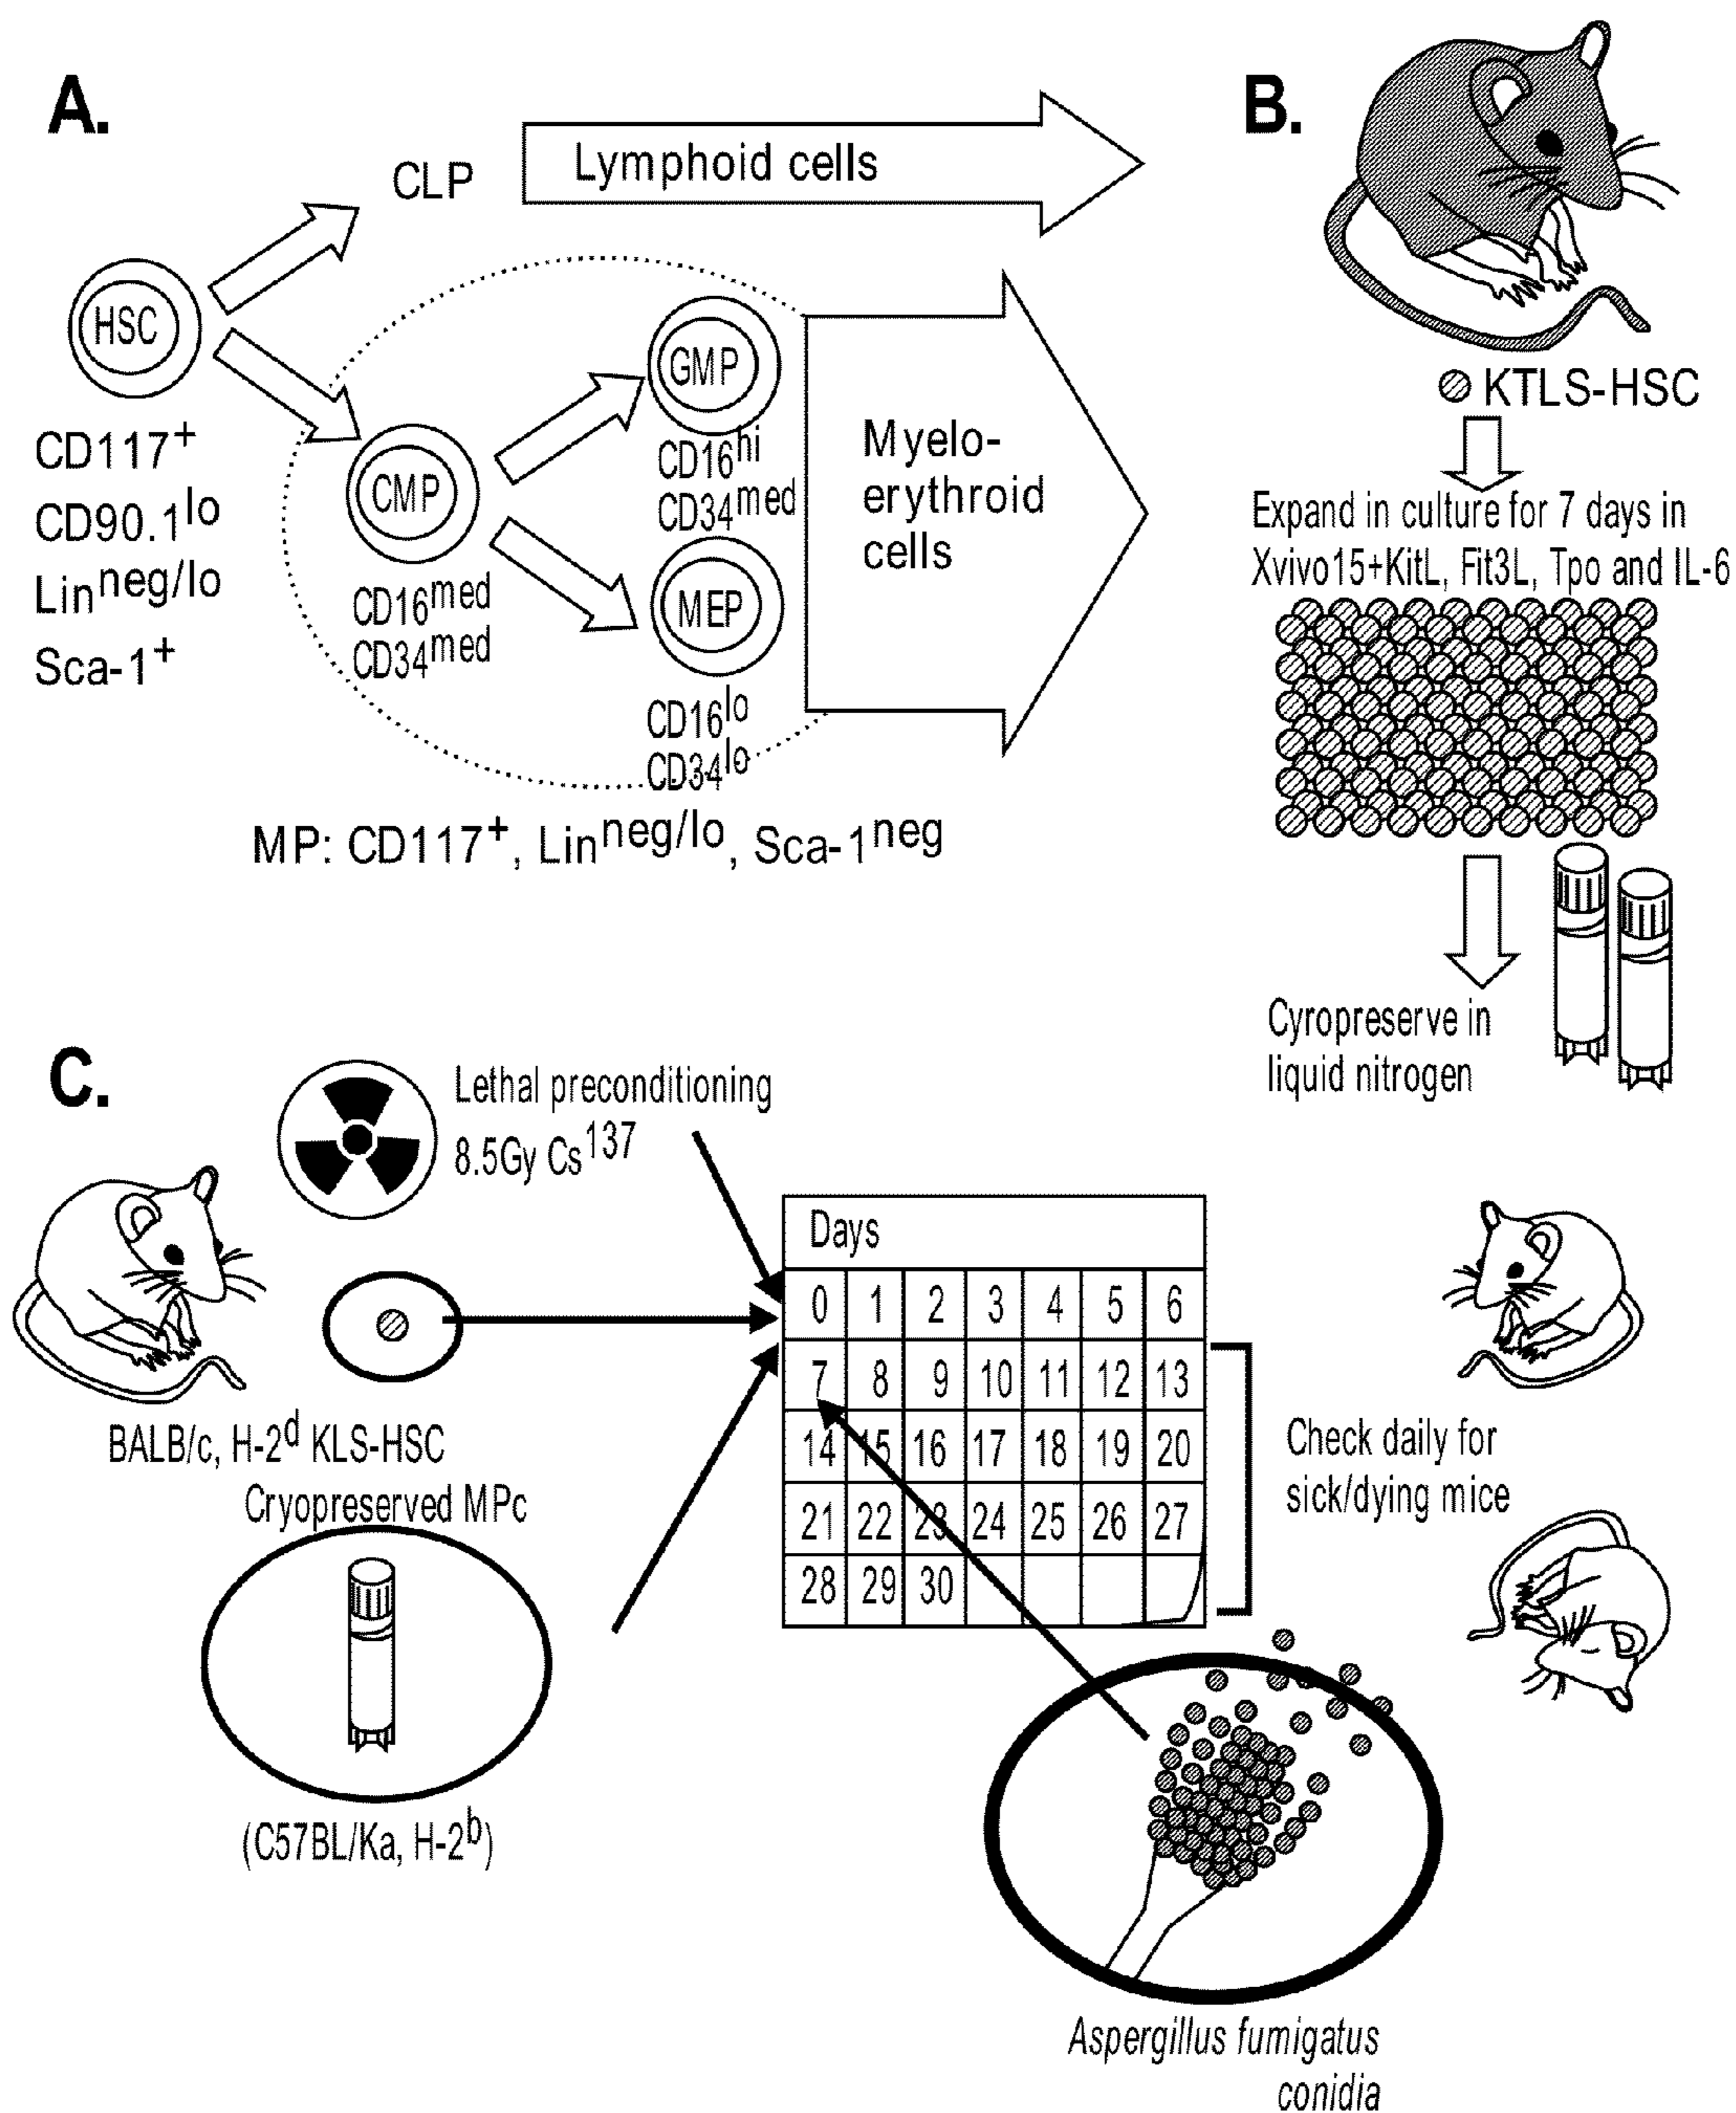 A.
CLP
Lymphoid cells
HSC
CD117⁺
CD90.1ˡᵒ
Linⁿᵉᵍ/ˡᵒ
Sca-1⁺
CMP
CD16ᵐᵉᵈ
CD34ᵐᵉᵈ
GMP
CD16ʰⁱ
CD34ᵐᵉᵈ
MEP
CD16ˡᵒ
CD34ˡᵒ
Myelo-
erythroid
cells
MP: CD117⁺, Linⁿᵉᵍ/ˡᵒ, Sca-1ⁿᵉᵍ
B.
KTLS-HSC
Expand in culture for 7 days in
Xvivo15+KitL, Fit3L, Tpo and IL-6
Cyropreserve in
liquid nitrogen
C.
Lethal preconditioning
8.5Gy Cs¹³⁷
BALB/c, H-2ᵈ KLS-HSC
Cryopreserved MPc
(C57BL/Ka, H-2ᵇ)
Days
0 1 2 3 4 5 6
7 8 9 10 11 12 13
14 15 16 17 18 19 20
21 22 23 24 25 26 27
28 29 30
Check daily for
sick/dying mice
Aspergillus fumigatus
conidia